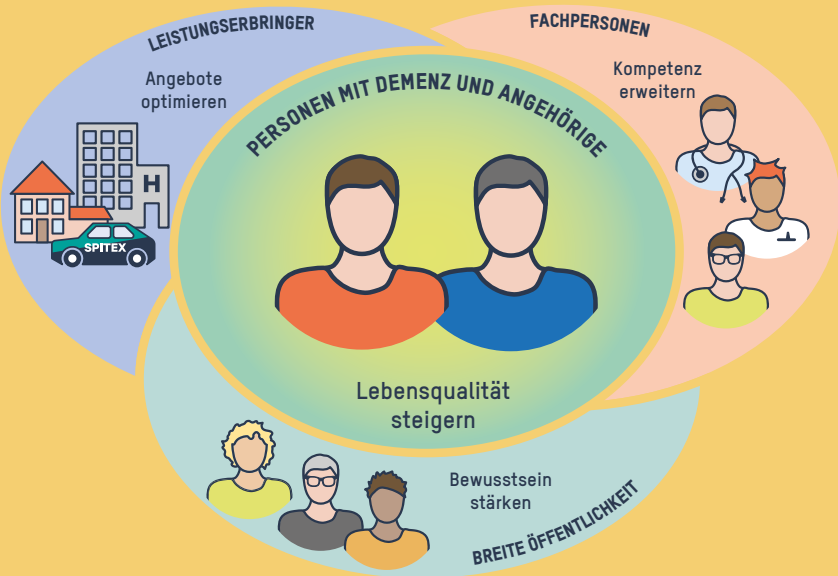 LEISTUNGSERBRINGER
Angebote
optimieren
H
SPITEX
FACHPERSONEN
Kompetenz
erweitern
PERSONEN MIT DEMENZ UND ANGEHÖRIGE
Lebensqualität
steigern
Bewusstsein
stärken
BREITE ÖFFENTLICHKEIT